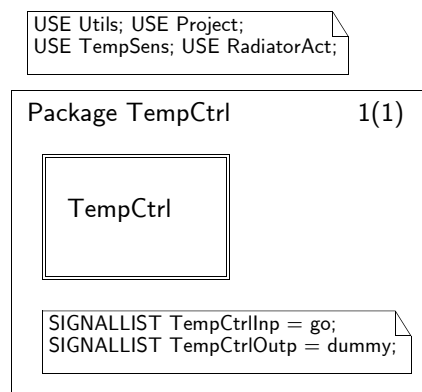 USE Utils; USE Project;
USE TempSens; USE RadiatorAct;
Package TempCtrl 1(1)
TempCtrl
SIGNALLIST TempCtrlInp = go;
SIGNALLIST TempCtrlOutp = dummy;